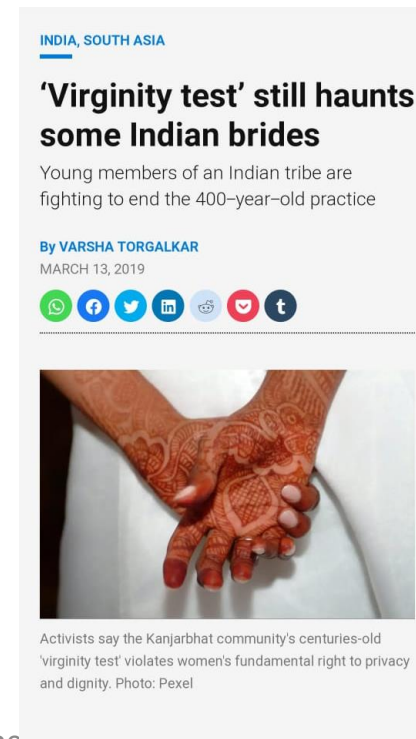 INDIA, SOUTH ASIA
‘Virginity test’ still haunts
some Indian brides
Young members of an Indian tribe are
fighting to end the 400–year–old practice
By VARSHA TORGALKAR
MARCH 13, 2019
Activists say the Kanjarbhat community's centuries-old
'virginity test' violates women's fundamental right to privacy
and dignity. Photo: Pexel